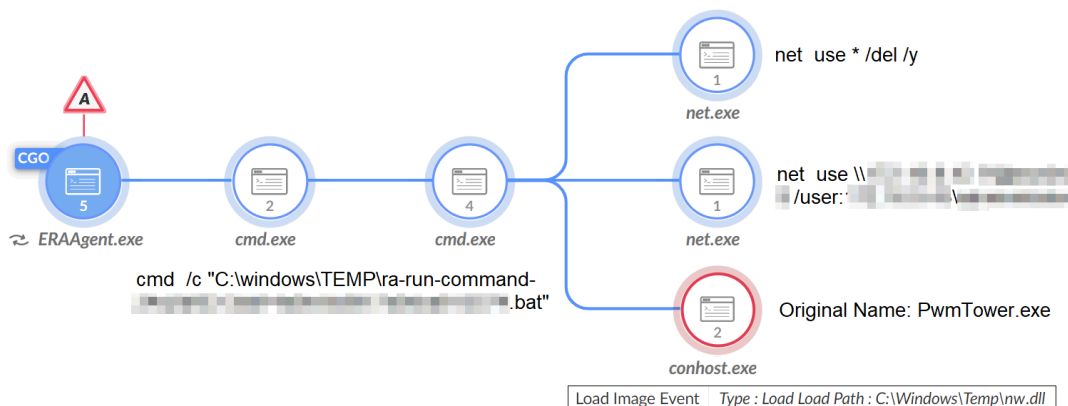 net use * /del /y
1
net.exe
A
CGO
5
ERAAgent.exe
2
cmd.exe
4
cmd.exe
net use \\
/user:
\
1
net.exe
cmd /c "C:\windows\TEMP\ra-run-command-
.bat"
2
conhost.exe
Original Name: PwmTower.exe
Load Image Event
Type : Load Load Path : C:\Windows\Temp\nw.dll